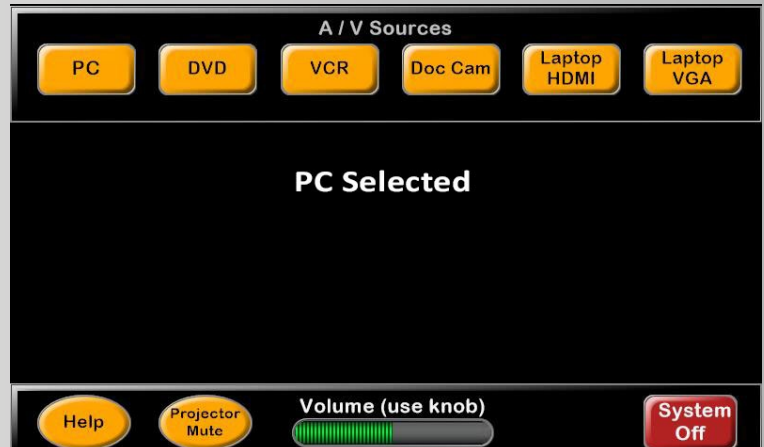 A / V Sources
PC
DVD
VCR
Doc Cam
Laptop
HDMI
Laptop
VGA
PC Selected
Help
Projector
Mute
Volume (use knob)
System
Off